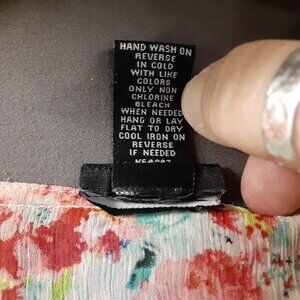 HAND WASH ON
REVERSE
IN COLD
WITH LIKE
COLORS
ONLY NON
CHLORINE
BLEACH
WHEN NEEDED
HANG OR LAY
FLAT TO DRY
COOL IRON ON
REVERSE
IF NEEDED